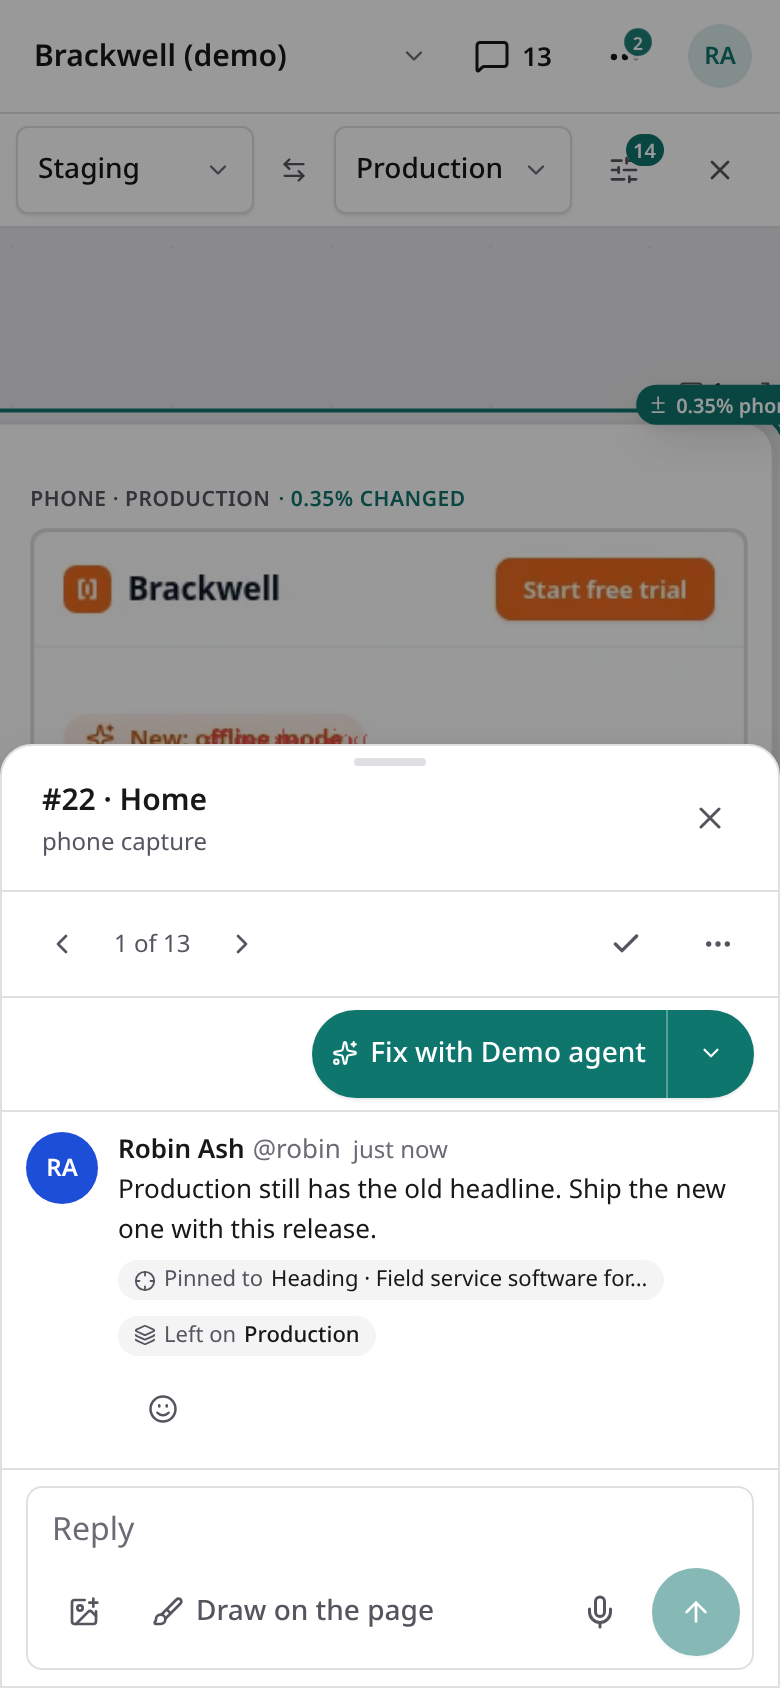 Brackwell (demo)
13
2
RA
Staging
Production
14
± 0.35%
PHONE · PRODUCTION · 0.35% CHANGED
Brackwell
Start free trial
New: offline mode
#22 · Home
phone capture
1 of 13
Fix with Demo agent
RA
Robin Ash @robin just now
Production still has the old headline. Ship the new
one with this release.
Pinned to Heading · Field service software for...
Left on Production
Reply
Draw on the page